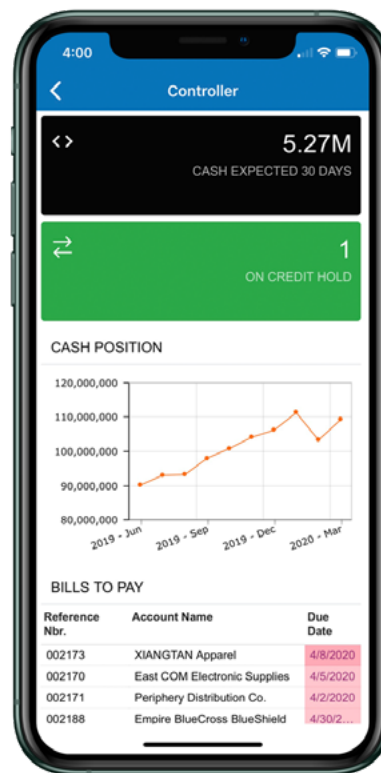 4:00
Controller
5.27M
CASH EXPECTED 30 DAYS
1
ON CREDIT HOLD
CASH POSITION
120,000,000
110,000,000
100,000,000
90,000,000
80,000,000
2019 - Jun 2019 - Sep 2019 - Dec 2020 - Mar
BILLS TO PAY
Reference Nbr. Account Name Due Date
002173 XIANGTAN Apparel 4/8/2020
002170 East COM Electronic Supplies 4/5/2020
002171 Periphery Distribution Co. 4/2/2020
002188 Empire BlueCross BlueShield 4/30/2...